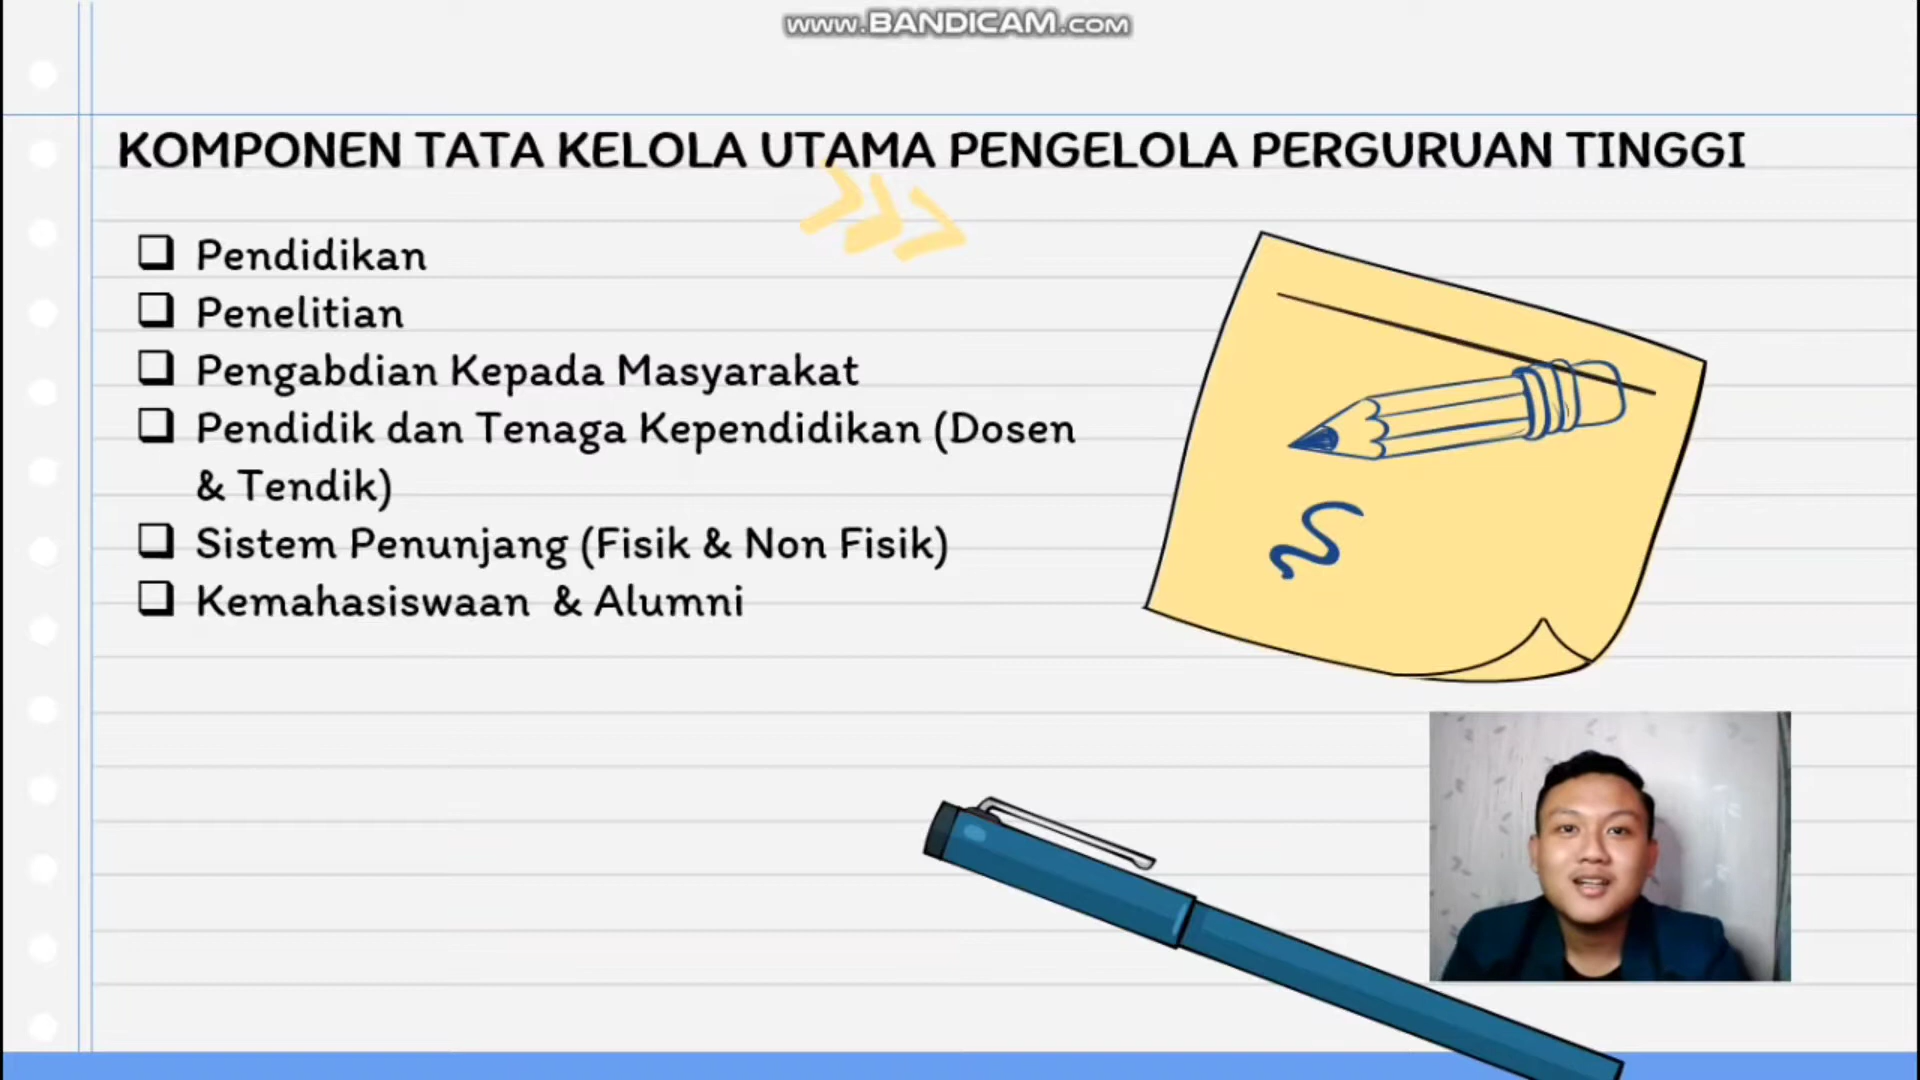 www.BANDICAM.com
KOMPONEN TATA KELOLA UTAMA PENGELOLA PERGURUAN TINGGI
❑ Pendidikan
❑ Penelitian
❑ Pengabdian Kepada Masyarakat
❑ Pendidik dan Tenaga Kependidikan (Dosen
& Tendik)
❑ Sistem Penunjang (Fisik & Non Fisik)
❑ Kemahasiswaan & Alumni